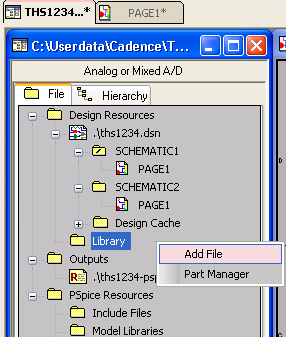 THS1234...*
PAGE1*
C:\Userdata\Cadence\T...
Analog or Mixed A/D
File
Hierarchy
Design Resources
.\ths1234.dsn
SCHEMATIC1
PAGE1
SCHEMATIC2
PAGE1
Design Cache
Library
Add File
Part Manager
Outputs
.\ths1234-psp
PSpice Resources
Include Files
Model Libraries